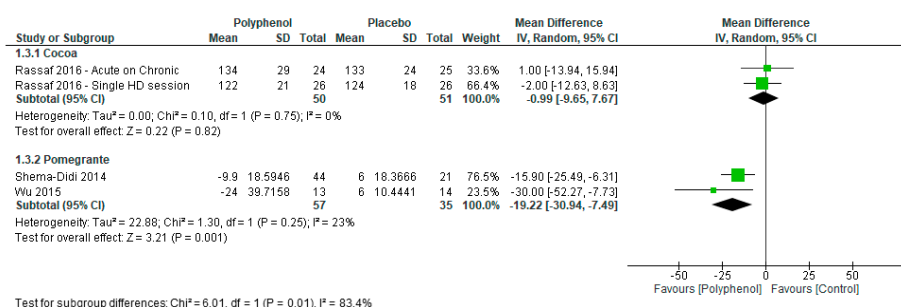 Polyphenol Placebo Mean Difference Mean Difference
Study or Subgroup Mean SD Total Mean SD Total Weight IV, Random, 95% CI IV, Random, 95% CI
1.3.1 Cocoa
Rassaf 2016 - Acute on Chronic 134 29 24 133 24 25 33.6% 1.00 [-13.94, 15.94]
Rassaf 2016 - Single HD session 122 21 26 124 18 26 66.4% -2.00 [-12.63, 8.63]
Subtotal (95% CI) 50 51 100.0% -0.99 [-9.65, 7.67]
Heterogeneity: Tau² = 0.00; Chi² = 0.10, df = 1 (P = 0.75); I² = 0%
Test for overall effect: Z = 0.22 (P = 0.82)
1.3.2 Pomegrante
Shema-Didi 2014 -9.9 18.5946 44 6 18.3666 21 76.5% -15.90 [-25.49, -6.31]
Wu 2015 -24 39.7158 13 6 10.4441 14 23.5% -30.00 [-52.27, -7.73]
Subtotal (95% CI) 57 35 100.0% -19.22 [-30.94, -7.49]
Heterogeneity: Tau² = 22.88; Chi² = 1.30, df = 1 (P = 0.25); I² = 23%
Test for overall effect: Z = 3.21 (P = 0.001)
-50 -25 0 25 50
Favours [Polyphenol] Favours [Control]
Test for subgroup differences: Chi² = 6.01, df = 1 (P = 0.01), I² = 83.4%